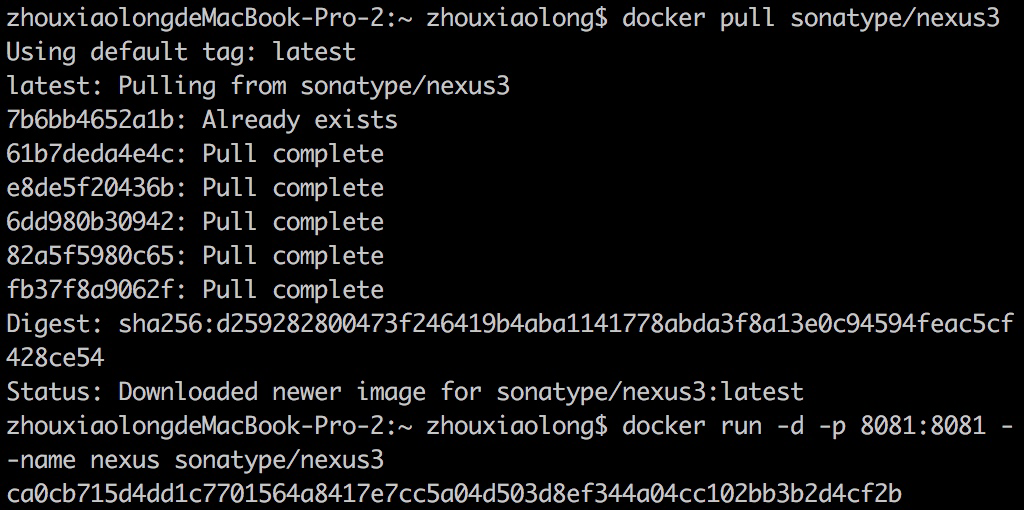 zhouxiaolongdeMacBook-Pro-2:~ zhouxiaolong$ docker pull sonatype/nexus3
Using default tag: latest
latest: Pulling from sonatype/nexus3
7b6bb4652a1b: Already exists
61b7deda4e4c: Pull complete
e8de5f20436b: Pull complete
6dd980b30942: Pull complete
82a5f5980c65: Pull complete
fb37f8a9062f: Pull complete
Digest: sha256:d259282800473f246419b4aba1141778abda3f8a13e0c94594feac5cf
428ce54
Status: Downloaded newer image for sonatype/nexus3:latest
zhouxiaolongdeMacBook-Pro-2:~ zhouxiaolong$ docker run -d -p 8081:8081 -
-name nexus sonatype/nexus3
ca0cb715d4dd1c7701564a8417e7cc5a04d503d8ef344a04cc102bb3b2d4cf2b